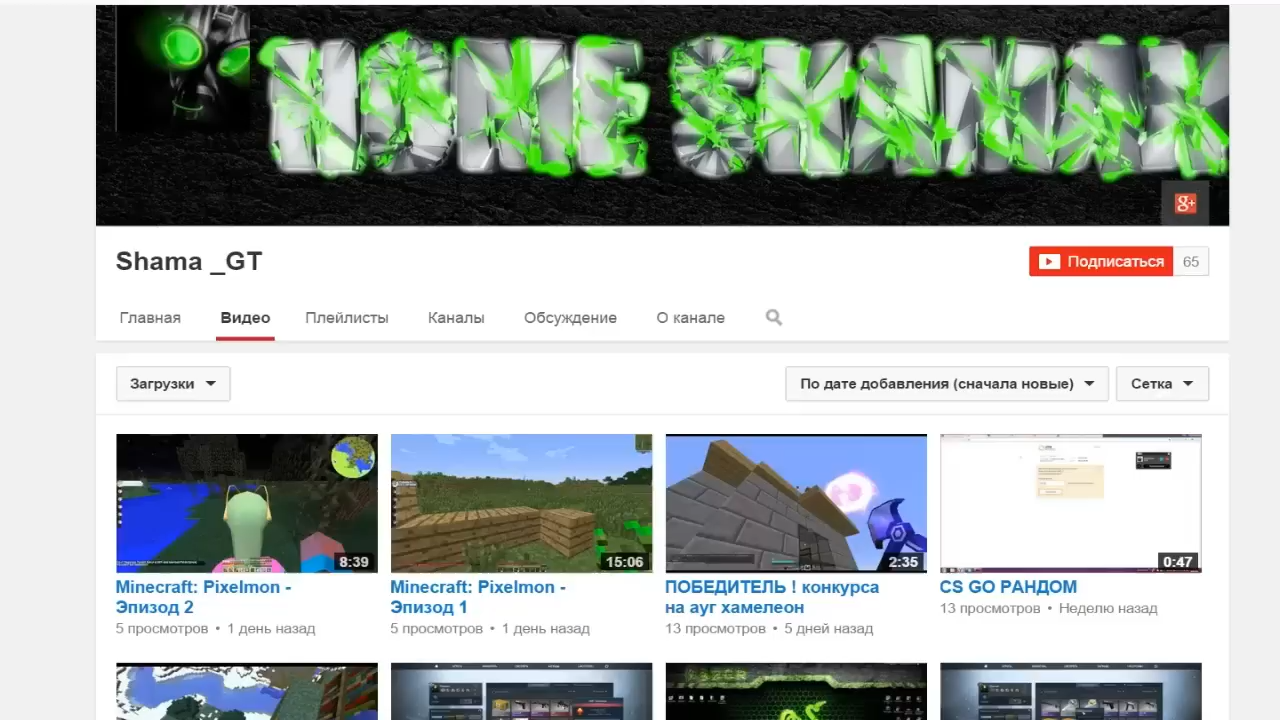 HOME
g+
Shama _GT
Подписаться 65
Главная Видео Плейлисты Каналы Обсуждение О канале
Загрузки По дате добавления (сначала новые) Сетка
8:39 15:06 2:35 0:47
Minecraft: Pixelmon -
Эпизод 2
5 просмотров • 1 день назад
Minecraft: Pixelmon -
Эпизод 1
5 просмотров • 1 день назад
ПОБЕДИТЕЛЬ ! конкурса
на ауг хамелеон
13 просмотров • 5 дней назад
CS GO РАНДОМ
13 просмотров • Неделю назад